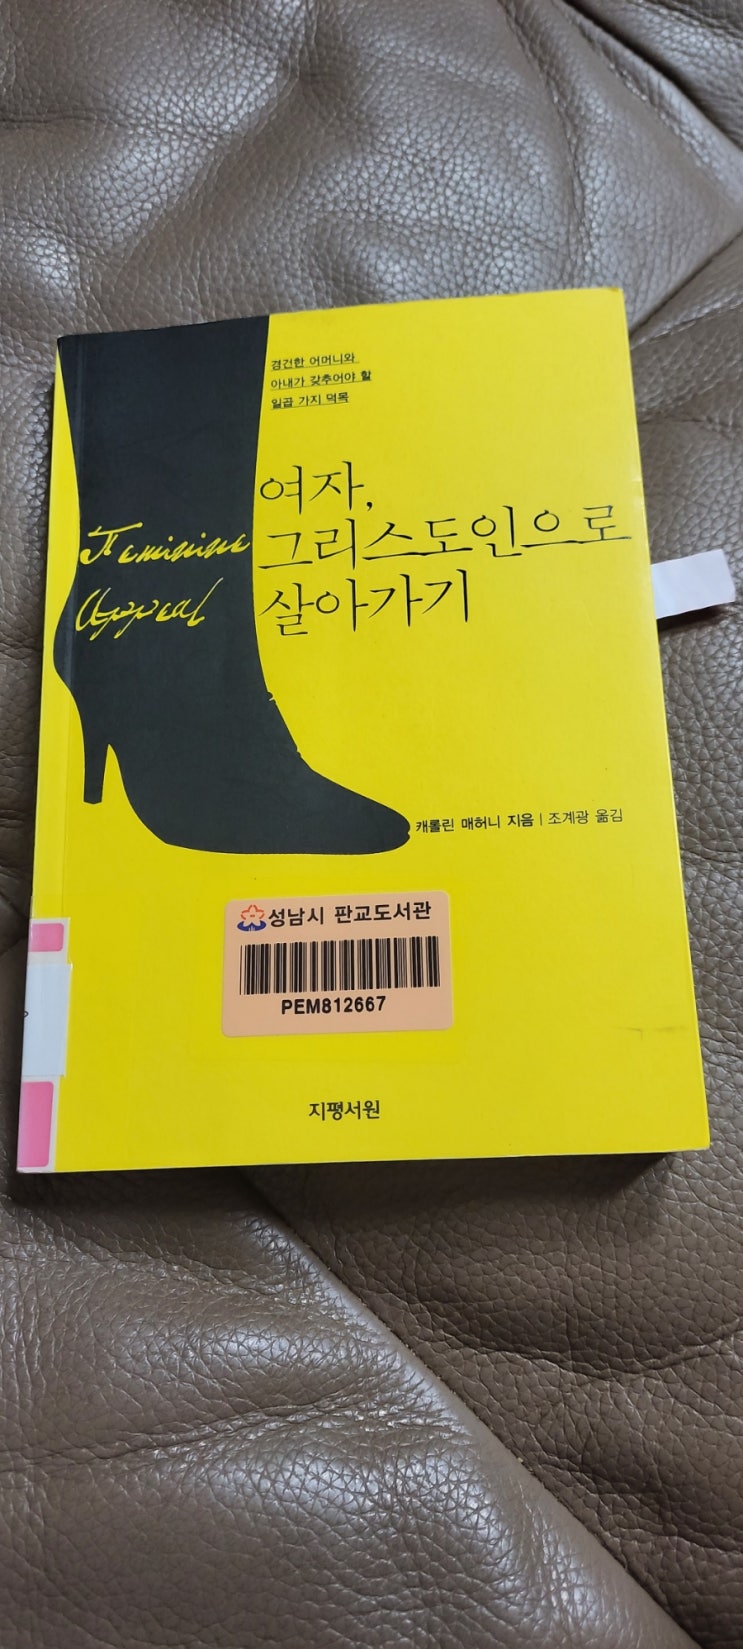 경건한 어머니와
아내가 갖추어야 할
일곱 가지 덕목
여자,
그리스도인으로
살아가기
Feminine
Appeal
캐롤린 매허니 지음 | 조계광 옮김
성남시 판교도서관
PEM812667
지평서원